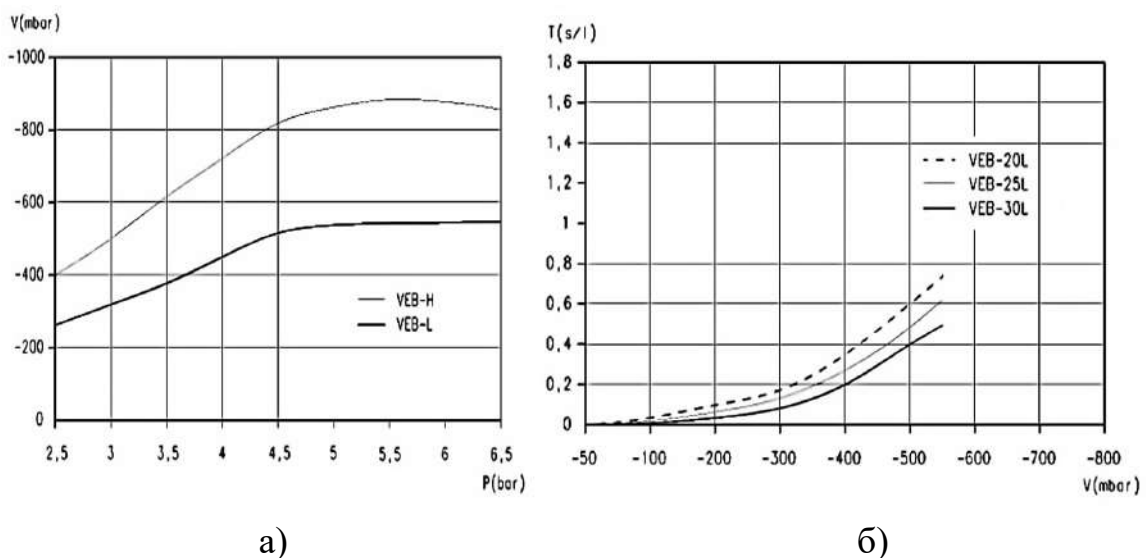 V(mbar)
-1000
-800
-600
-400
-200
0
2,5 3 3,5 4 4,5 5 5,5 6 6,5
P(bar)
VEB-H
VEB-L
а)
T(s/l)
1,8
1,6
1,4
1,2
1
0,8
0,6
0,4
0,2
0
-50 -100 -200 -300 -400 -500 -600 -700 -800
V(mbar)
VEB-20L
VEB-25L
VEB-30L
б)